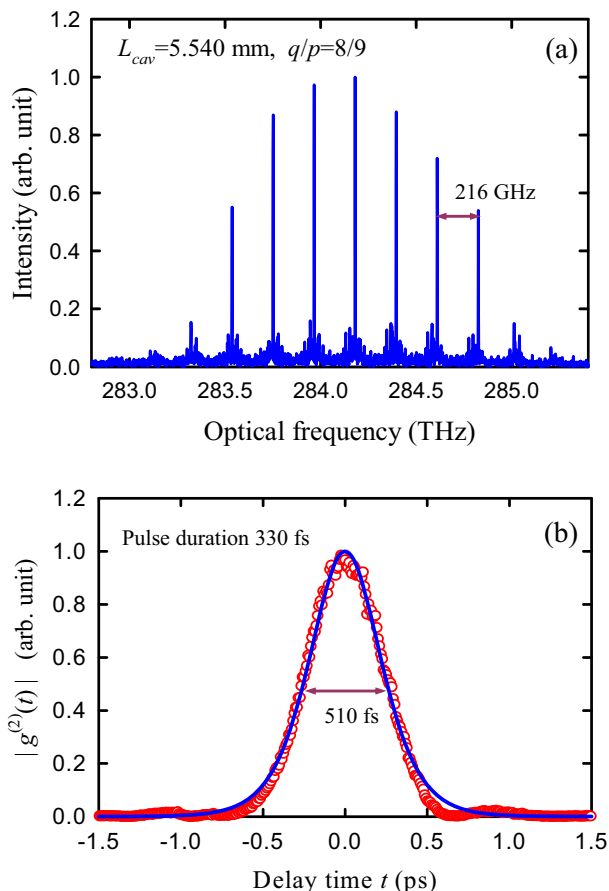 L_cav=5.540 mm, q/p=8/9
(a)
216 GHz
Intensity (arb. unit)
1.2
1.0
0.8
0.6
0.4
0.2
0.0
283.0 283.5 284.0 284.5 285.0
Optical frequency (THz)
(b)
Pulse duration 330 fs
510 fs
|g^(2)(t)| (arb. unit)
1.2
1.0
0.8
0.6
0.4
0.2
0.0
-1.5 -1.0 -0.5 0.0 0.5 1.0 1.5
Delay time t (ps)